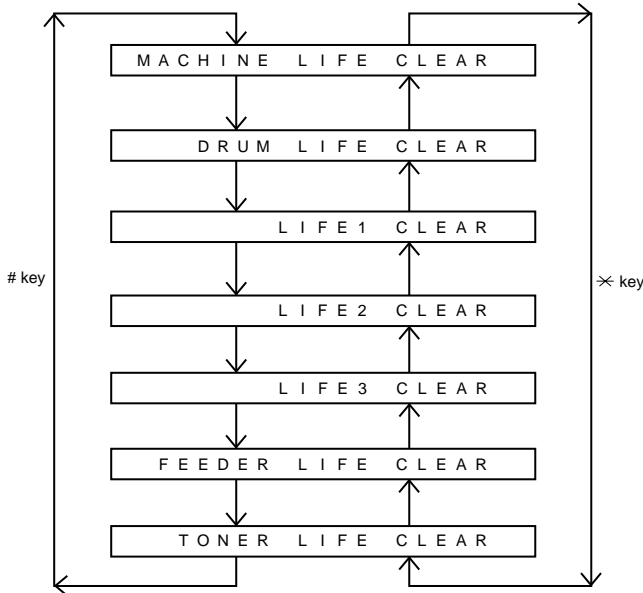 MACHINE LIFE CLEAR
DRUM LIFE CLEAR
LIFE1 CLEAR
# key
✳ key
LIFE2 CLEAR
LIFE3 CLEAR
FEEDER LIFE CLEAR
TONER LIFE CLEAR